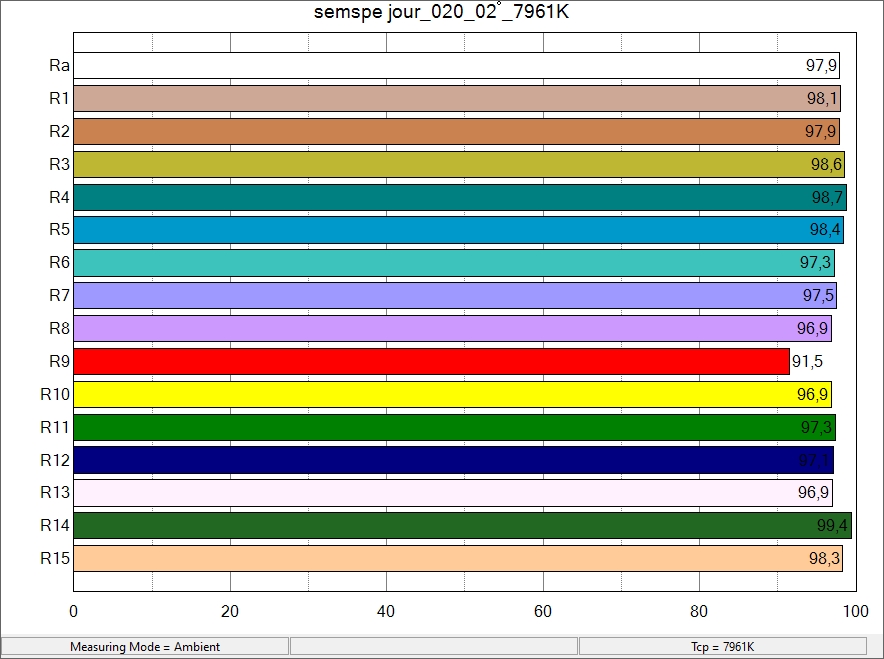 semspe jour_020_02°_7961K
Ra 97,9
R1 98,1
R2 97,9
R3 98,6
R4 98,7
R5 98,4
R6 97,3
R7 97,5
R8 96,9
R9 91,5
R10 96,9
R11 97,3
R12
R13 96,9
R14 99,4
R15 98,3
0 20 40 60 80 100
Measuring Mode = Ambient Tcp = 7961K